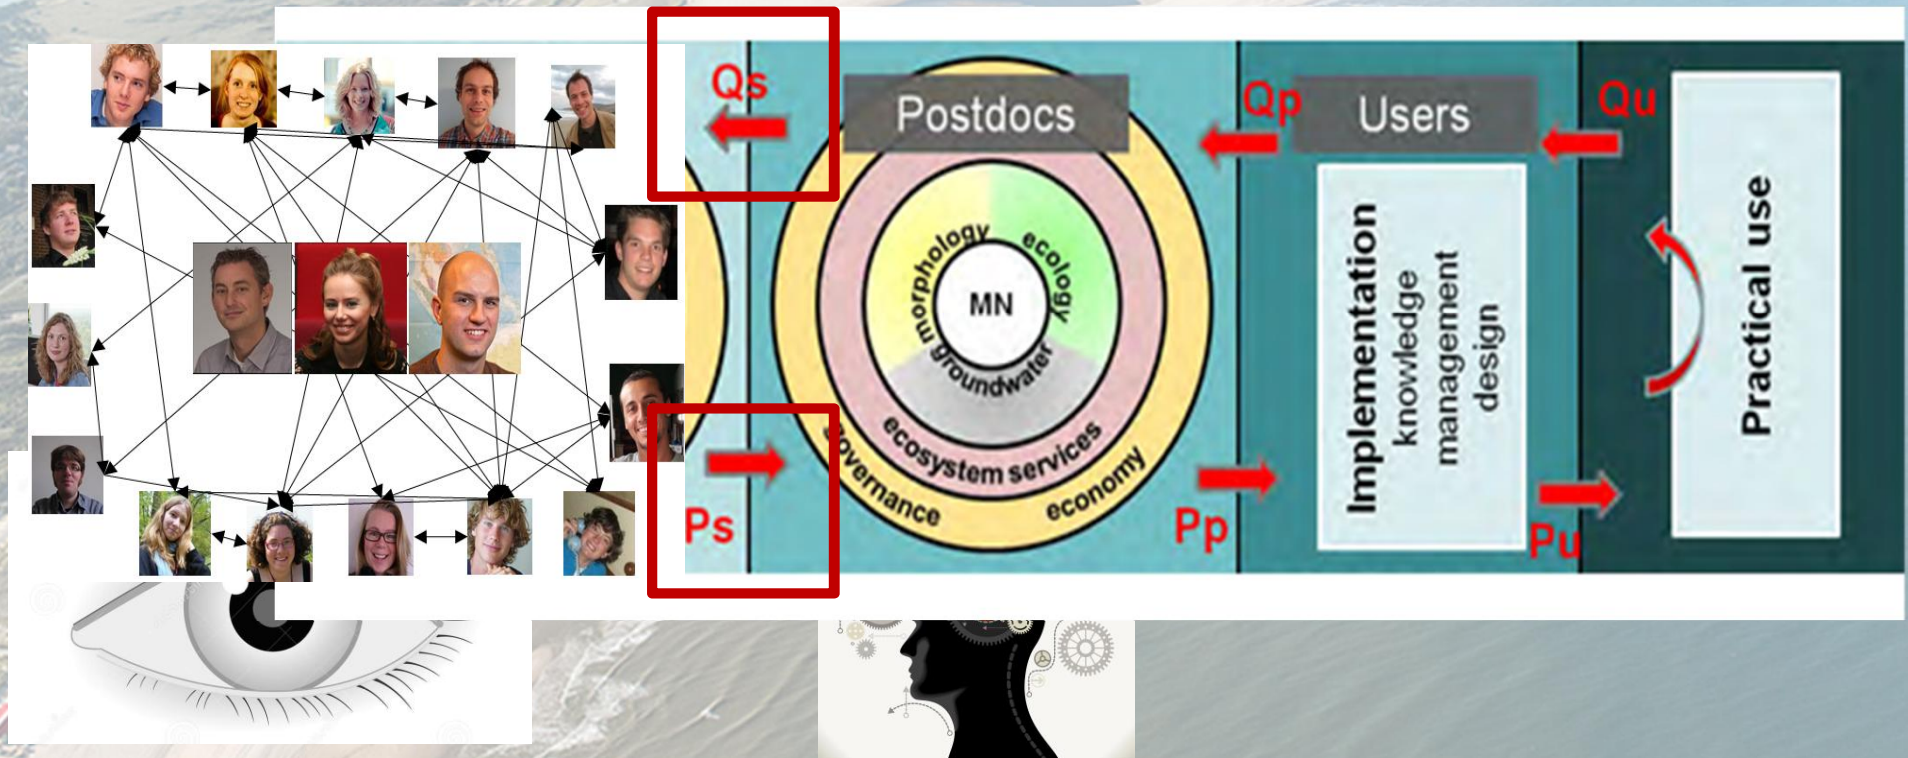 Qs
Postdocs
Qp
Users
Qu
morphology
ecology
groundwater
MN
ecosystem services
governance
economy
Implementation
knowledge
management
design
Practical use
Ps
Pp
Pu